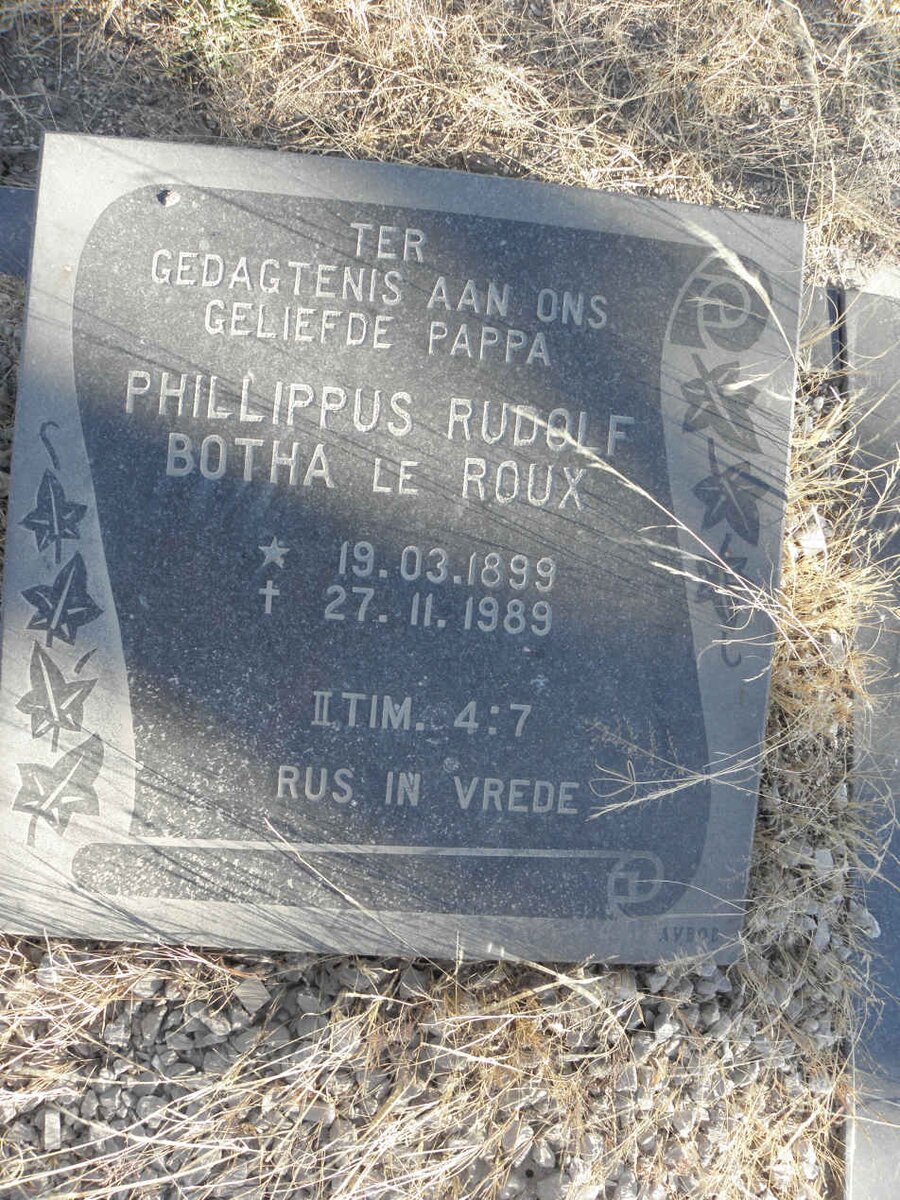 TER
GEDAGTENIS AAN ONS
GELIEFDE PAPPA
PHILLIPPUS RUDOLF
BOTHA LE ROUX
19.03.1899
27.11.1989
II TIM. 4:7
RUS IN VREDE
AVBOB